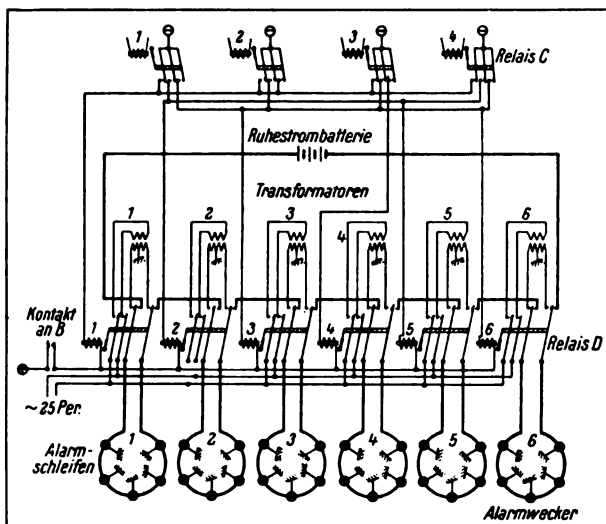 1 2 3 4
Relais C
Ruhestrombatterie
Transformatoren
1 2 3 4 5 6
Kontakt
an B
1 2 3 4 5 6
Relais D
~ 25 Per.
Alarm-
schleifen
1 2 3 4 5 6
Alarmwecker